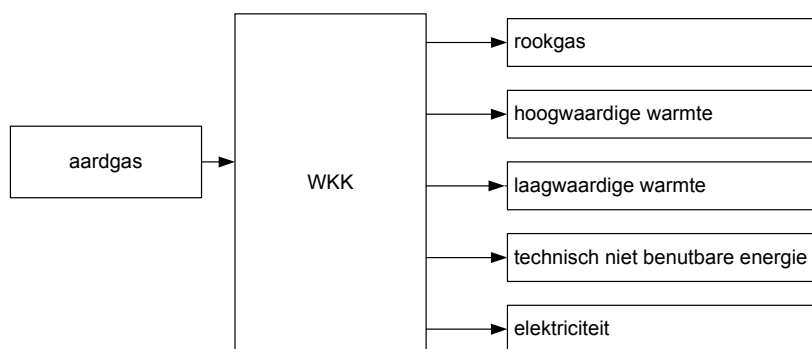 aardgas
WKK
rookgas
hoogwaardige warmte
laagwaardige warmte
technisch niet benutbare energie
elektriciteit